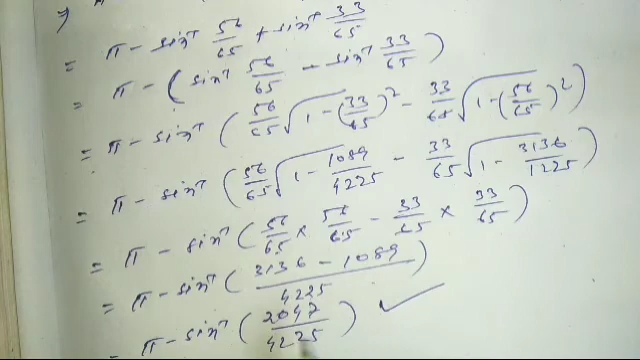 π - sin⁻¹ 56/65 + sin⁻¹ 33/65
= π - (sin⁻¹ 56/65 - sin⁻¹ 33/65)
= π - sin⁻¹ (56/65 √1 - (33/65)² - 33/65 √1 - (56/65)²)
= π - sin⁻¹ (56/65 √1 - 1089/4225 - 33/65 √1 - 3136/1225)
= π - sin⁻¹ (56/65 × 56/65 - 33/65 × 33/65)
= π - sin⁻¹ (3136 - 1089/4225)
= π - sin⁻¹ (2047/4225)